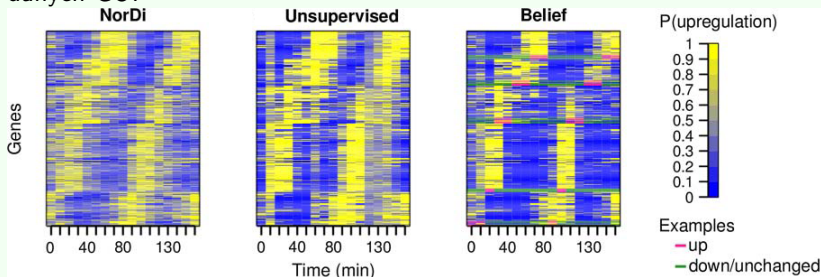 NorDi
Unsupervised
Belief
P(upregulation)
Genes
1
0.9
0.8
0.7
0.6
0.5
0.4
0.3
0.2
0.1
0
0 40 80 130
0 40 80 130
0 40 80 130
Time (min)
Examples
up
down/unchanged